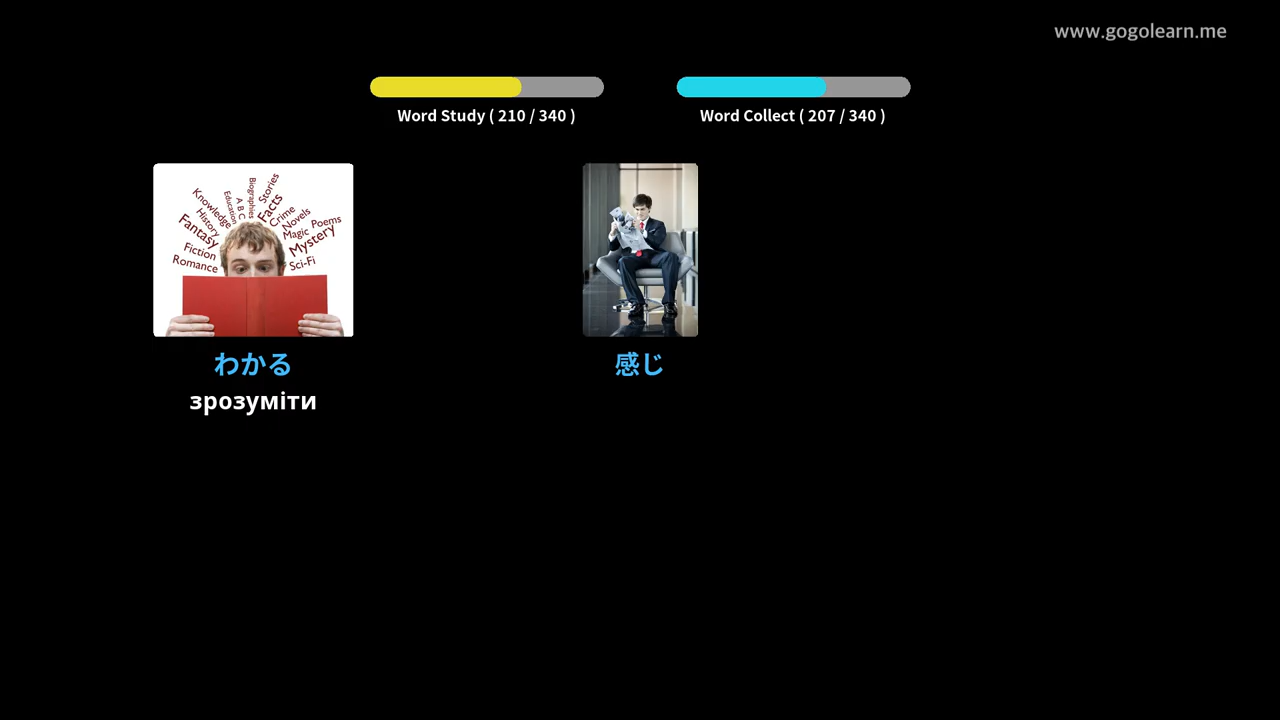 www.gogolearn.me
Word Study ( 210 / 340 )
Word Collect ( 207 / 340 )
Knowledge
History
Fantasy
Fiction
Romance
Education
A B C
Biographies
Stories
Facts
Crime
Novels
Magic
Poems
Mystery
Sci-Fi
わかる
зрозуміти
感じ